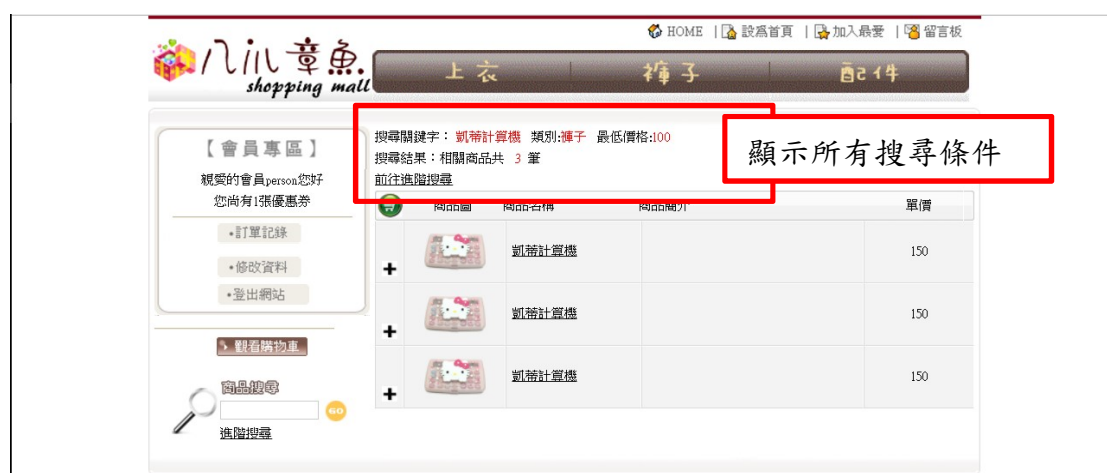 HOME | 設為首頁 | 加入最愛 | 留言板
八爪章魚
shopping mall
上衣 褲子 配件
搜尋關鍵字：凱蒂計算機 類別:褲子 最低價格:100
搜尋結果：相關商品共 3 筆
前往進階搜尋
顯示所有搜尋條件
【會員專區】
親愛的會員person您好
您尚有1張優惠券
•訂單記錄
•修改資料
•登出網站
觀看購物車
商品搜尋
GO
進階搜尋
商品圖 商品名稱 商品簡介 單價
凱蒂計算機 150
凱蒂計算機 150
凱蒂計算機 150